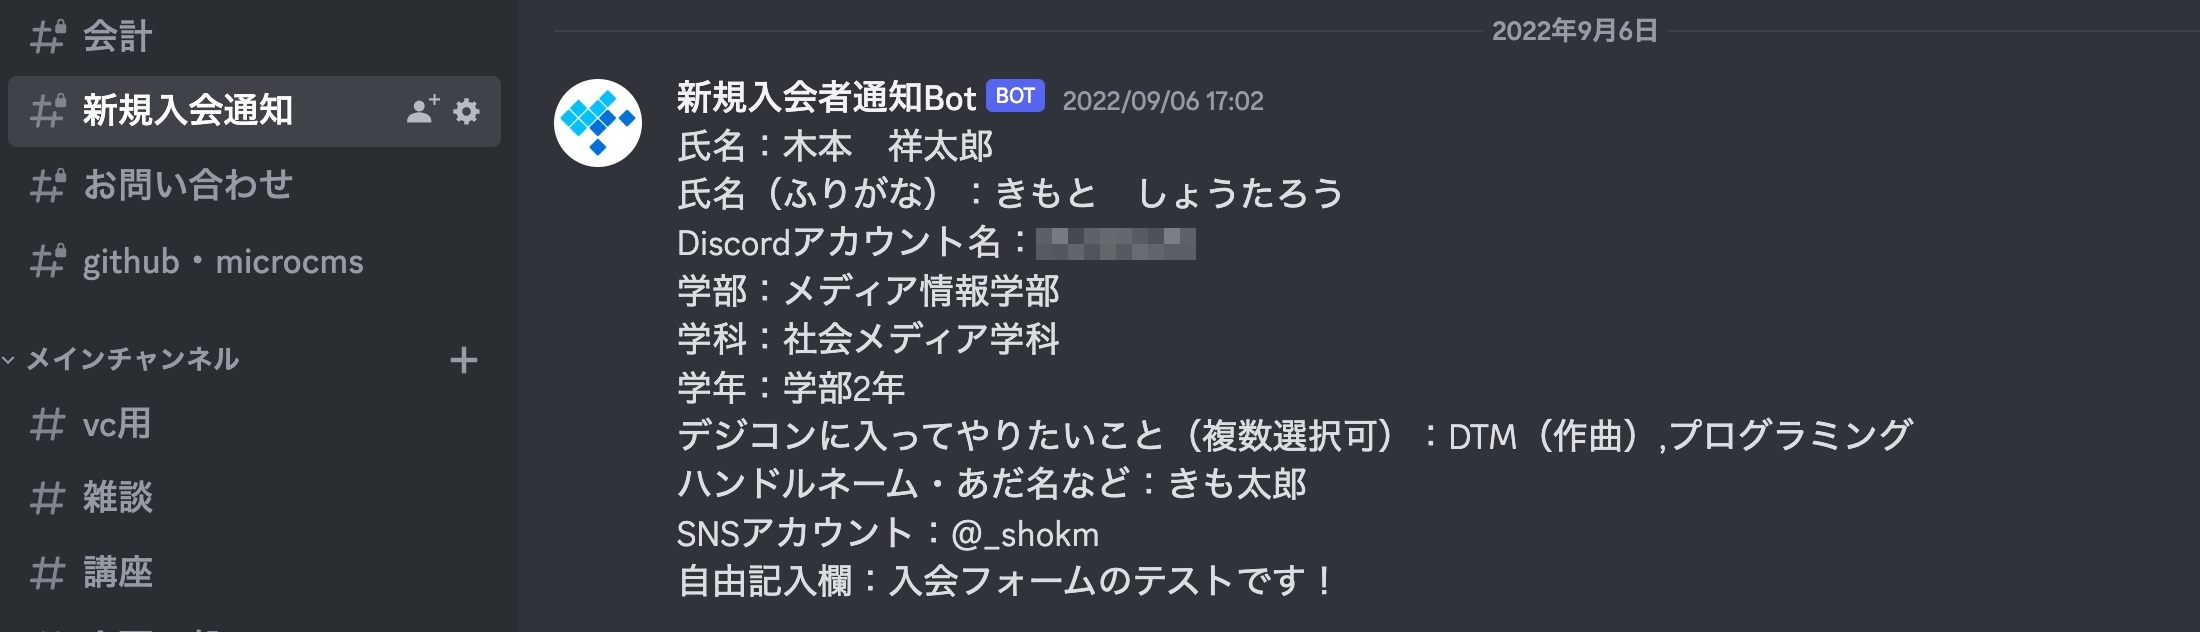 会計
新規入会通知
お問い合わせ
github・microcms
メインチャンネル
vc用
雑談
講座
2022年9月6日
新規入会者通知Bot BOT 2022/09/06 17:02
氏名：木本　祥太郎
氏名（ふりがな）：きもと　しょうたろう
Discordアカウント名：
学部：メディア情報学部
学科：社会メディア学科
学年：学部2年
デジコンに入ってやりたいこと（複数選択可）：DTM（作曲）,プログラミング
ハンドルネーム・あだ名など：きも太郎
SNSアカウント：@_shokm
自由記入欄：入会フォームのテストです！